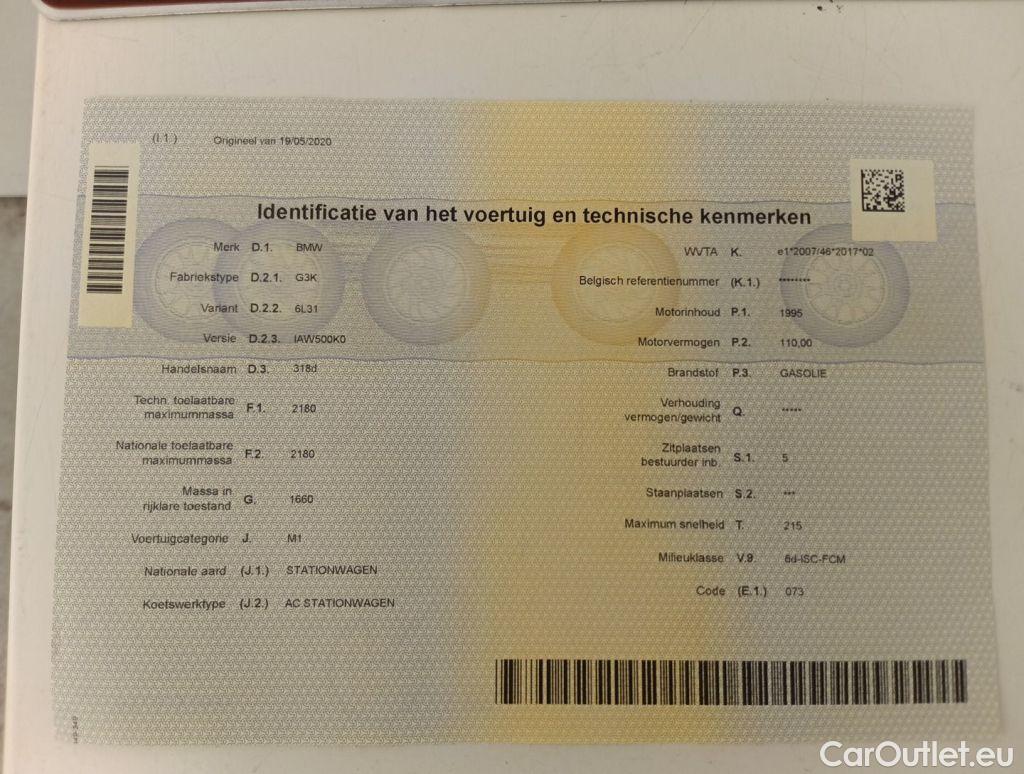 (I.1.) Origineel van 19/05/2020
Identificatie van het voertuig en technische kenmerken
Merk D.1. BMW
Fabriekstype D.2.1. G3K
Variant D.2.2. 6L31
Versie D.2.3. IAW500K0
Handelsnaam D.3. 318d
Techn. toelaatbare
maximummassa F.1. 2180
Nationale toelaatbare
maximummassa F.2. 2180
Massa in
rijklare toestand G. 1660
Voertuigcategorie J. M1
Nationale aard (J.1.) STATIONWAGEN
Koetswerktype (J.2.) AC STATIONWAGEN
WVTA K. e1*2007/46*2017*02
Belgisch referentienummer (K.1.) ********
Motorinhoud P.1. 1995
Motorvermogen P.2. 110,00
Brandstof P.3. GASOLIE
Verhouding
vermogen/gewicht Q. *****
Zitplaatsen
bestuurder inb. S.1. 5
Staanplaatsen S.2. ***
Maximum snelheid T. 215
Milieuklasse V.9. 6d-ISC-FCM
Code (E.1.) 073
CarOutlet.eu